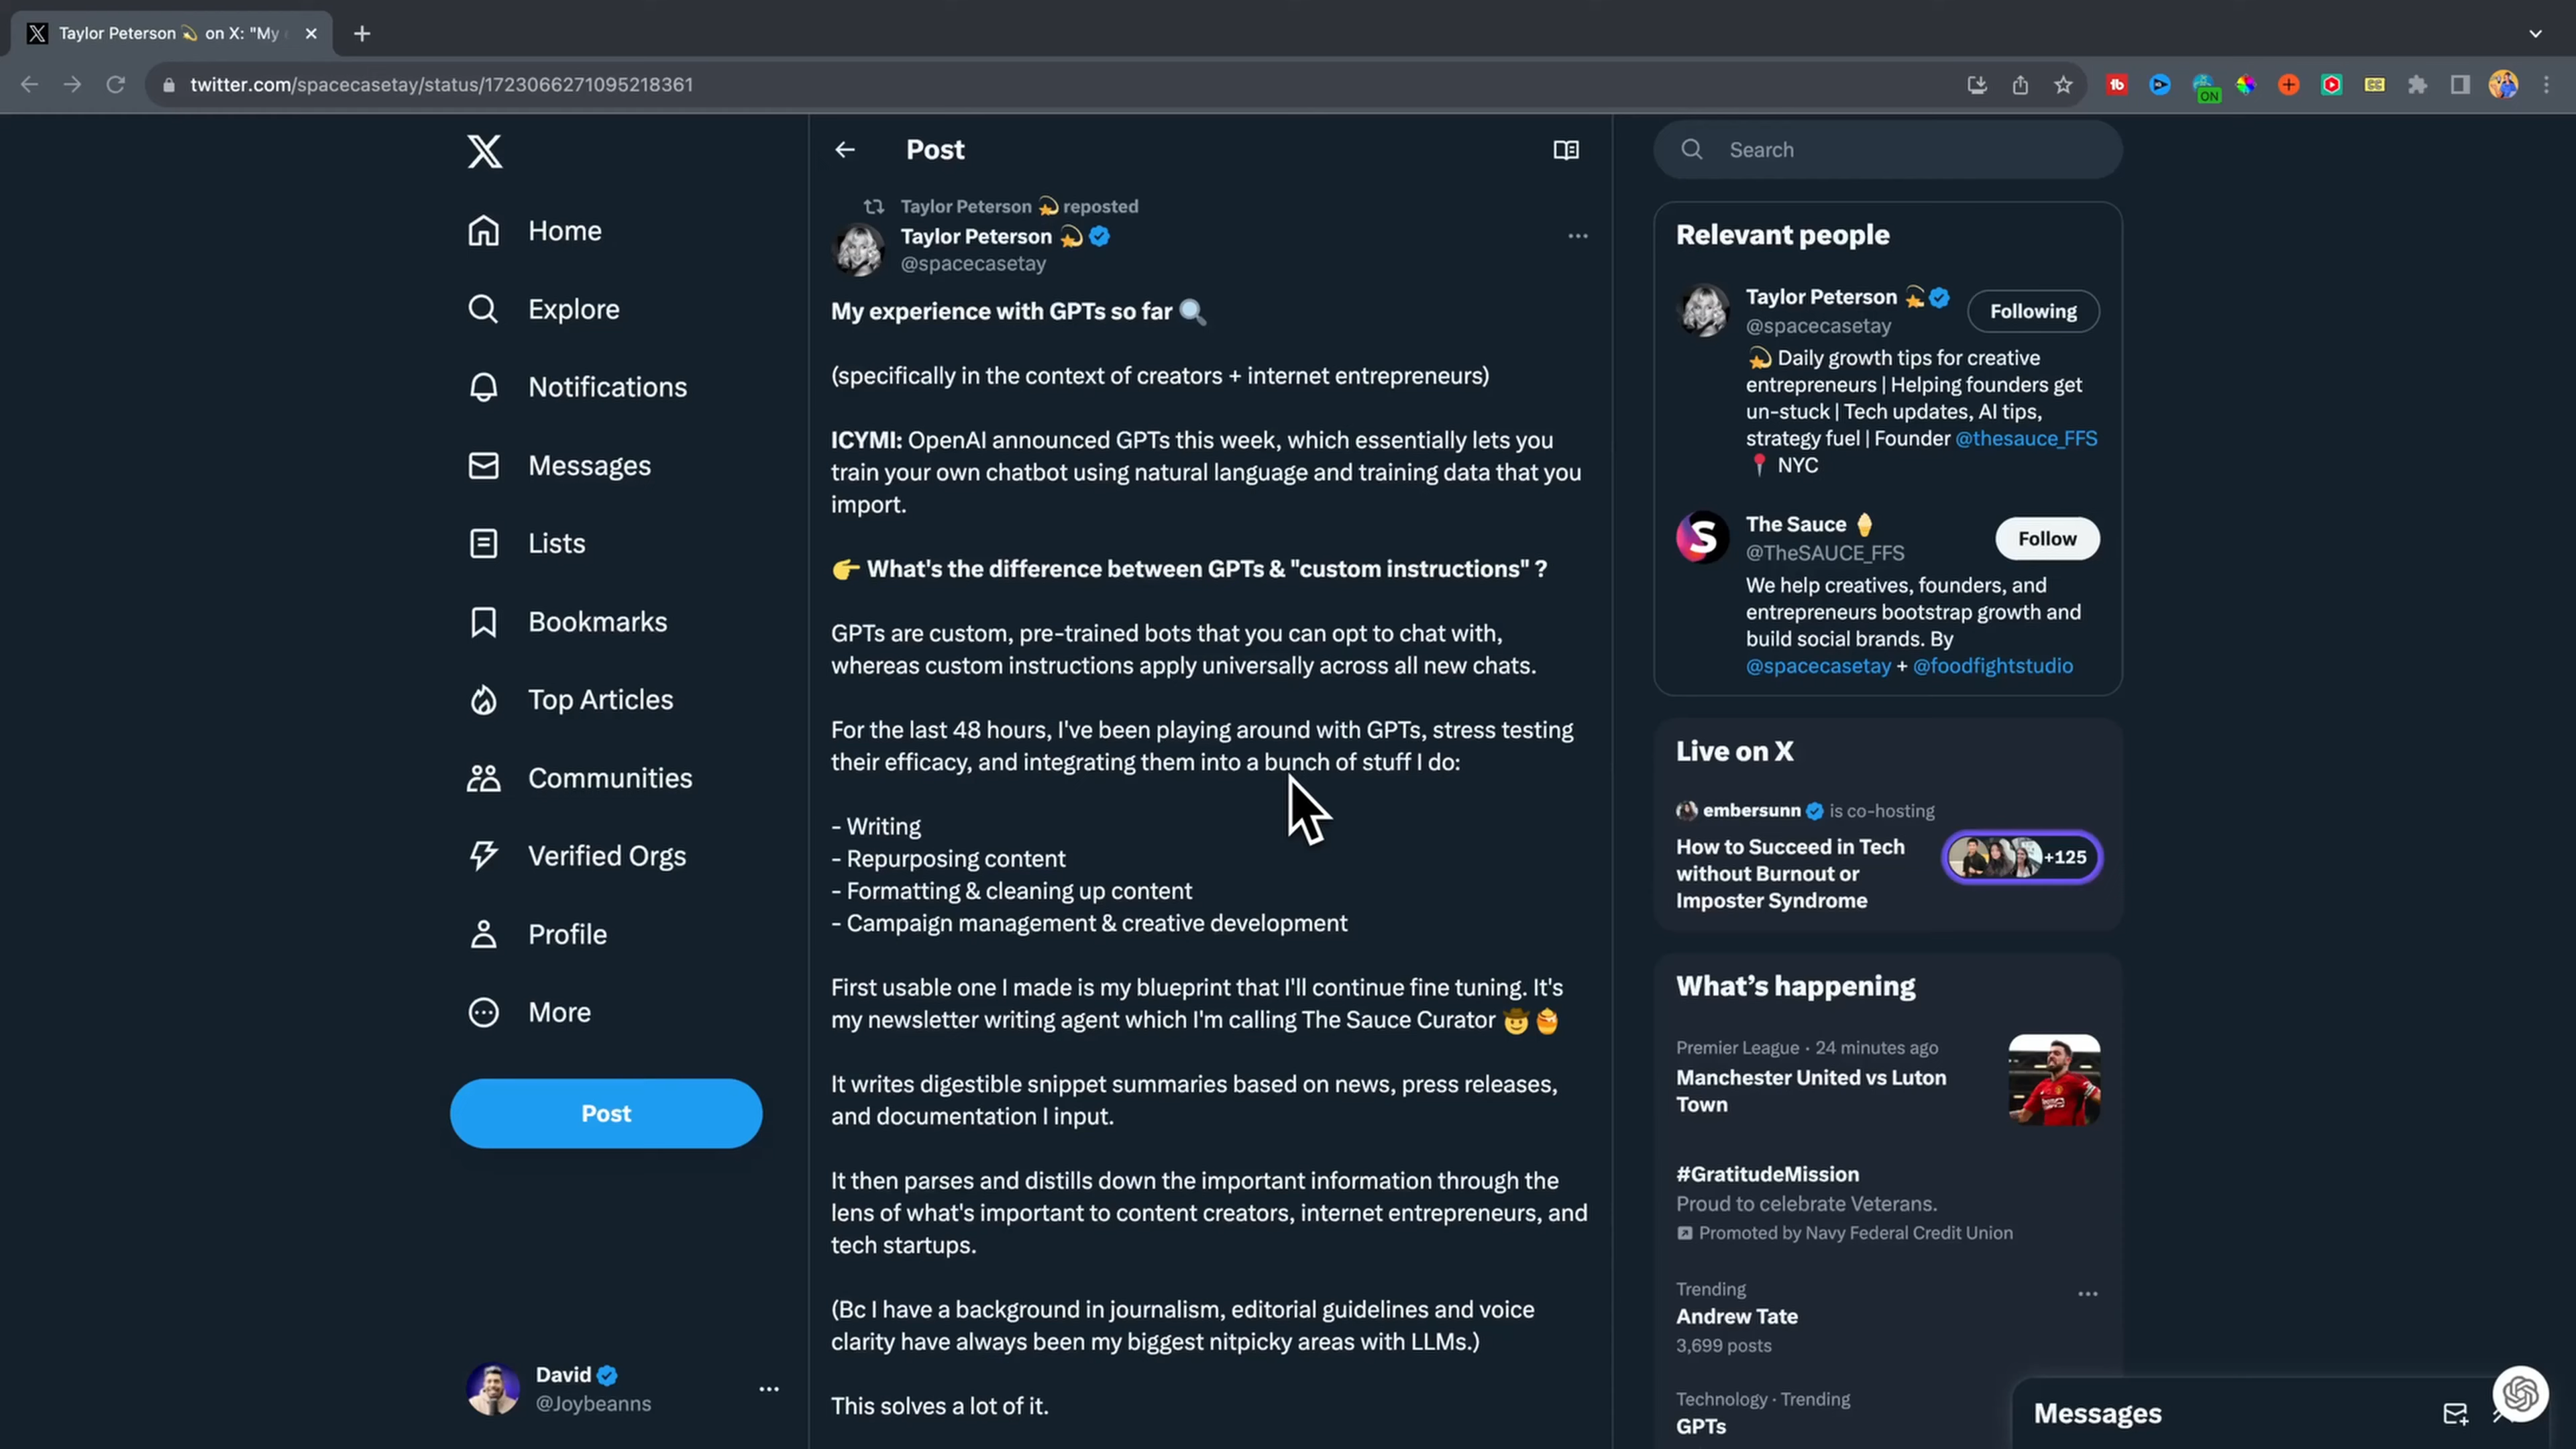 Taylor Peterson 💫 on X: "My
twitter.com/spacecasetay/status/1723066271095218361
ON
Home
Explore
Notifications
Messages
Lists
Bookmarks
Top Articles
Communities
Verified Orgs
Profile
More
Post
David
@Joybeanns
Post
Taylor Peterson 💫 reposted
Taylor Peterson 💫
@spacecasetay
My experience with GPTs so far 🔍
(specifically in the context of creators + internet entrepreneurs)
ICYMI: OpenAI announced GPTs this week, which essentially lets you
train your own chatbot using natural language and training data that you
import.
👉 What's the difference between GPTs & "custom instructions" ?
GPTs are custom, pre-trained bots that you can opt to chat with,
whereas custom instructions apply universally across all new chats.
For the last 48 hours, I've been playing around with GPTs, stress testing
their efficacy, and integrating them into a bunch of stuff I do:
- Writing
- Repurposing content
- Formatting & cleaning up content
- Campaign management & creative development
First usable one I made is my blueprint that I'll continue fine tuning. It's
my newsletter writing agent which I'm calling The Sauce Curator 🤠🧁
It writes digestible snippet summaries based on news, press releases,
and documentation I input.
It then parses and distills down the important information through the
lens of what's important to content creators, internet entrepreneurs, and
tech startups.
(Bc I have a background in journalism, editorial guidelines and voice
clarity have always been my biggest nitpicky areas with LLMs.)
This solves a lot of it.
Search
Relevant people
Taylor Peterson 💫
@spacecasetay
Following
💫 Daily growth tips for creative
entrepreneurs | Helping founders get
un-stuck | Tech updates, AI tips,
strategy fuel | Founder @thesauce_FFS
📍 NYC
The Sauce 🍦
@TheSAUCE_FFS
Follow
We help creatives, founders, and
entrepreneurs bootstrap growth and
build social brands. By
@spacecasetay + @foodfightstudio
Live on X
embersunn is co-hosting
How to Succeed in Tech
without Burnout or
Imposter Syndrome
+125
What's happening
Premier League · 24 minutes ago
Manchester United vs Luton
Town
#GratitudeMission
Proud to celebrate Veterans.
Promoted by Navy Federal Credit Union
Trending
Andrew Tate
3,699 posts
Technology · Trending
GPTs
Messages